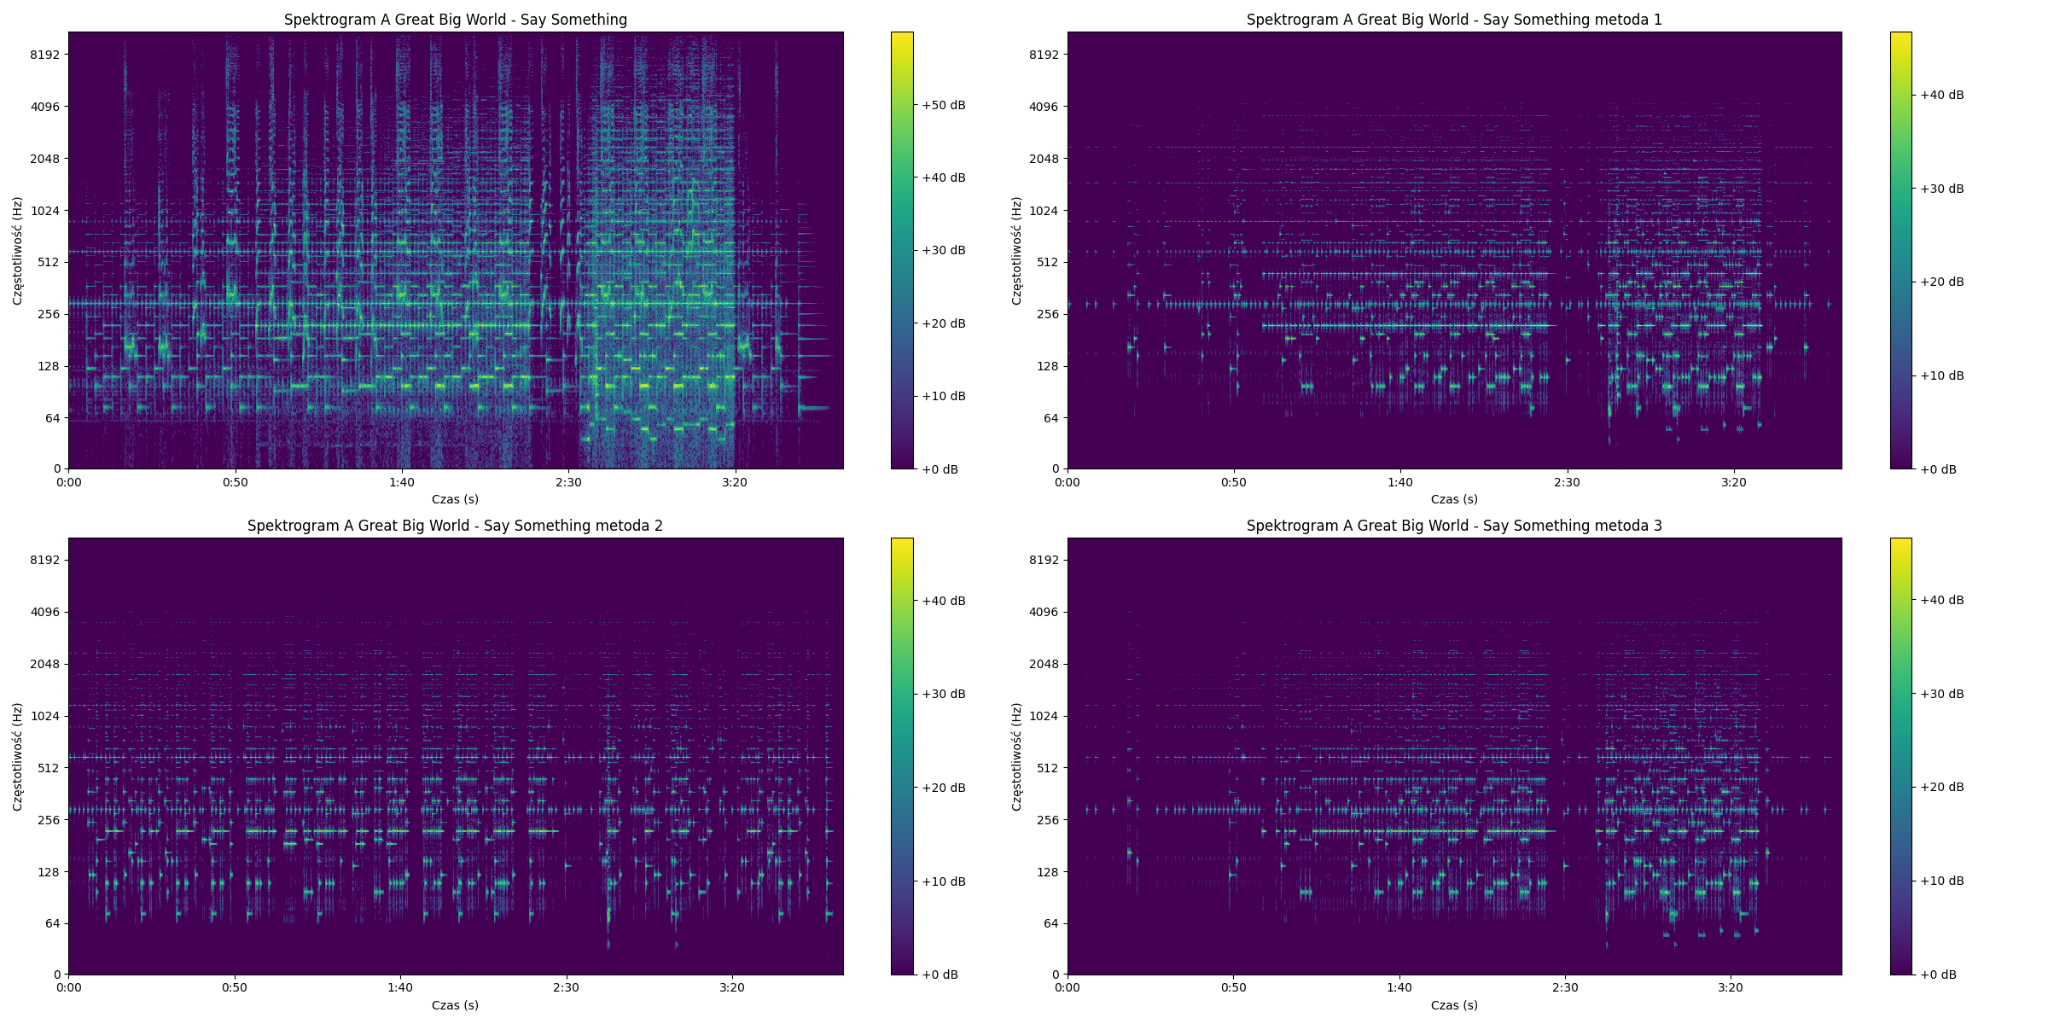 Spektrogram A Great Big World - Say Something
8192
4096
2048
1024
512
256
128
64
0
Częstotliwość (Hz)
0:00
0:50
1:40
2:30
3:20
Czas (s)
+50 dB
+40 dB
+30 dB
+20 dB
+10 dB
+0 dB
Spektrogram A Great Big World - Say Something metoda 1
8192
4096
2048
1024
512
256
128
64
0
Częstotliwość (Hz)
0:00
0:50
1:40
2:30
3:20
Czas (s)
+40 dB
+30 dB
+20 dB
+10 dB
+0 dB
Spektrogram A Great Big World - Say Something metoda 2
8192
4096
2048
1024
512
256
128
64
0
Częstotliwość (Hz)
0:00
0:50
1:40
2:30
3:20
Czas (s)
+40 dB
+30 dB
+20 dB
+10 dB
+0 dB
Spektrogram A Great Big World - Say Something metoda 3
8192
4096
2048
1024
512
256
128
64
0
Częstotliwość (Hz)
0:00
0:50
1:40
2:30
3:20
Czas (s)
+40 dB
+30 dB
+20 dB
+10 dB
+0 dB